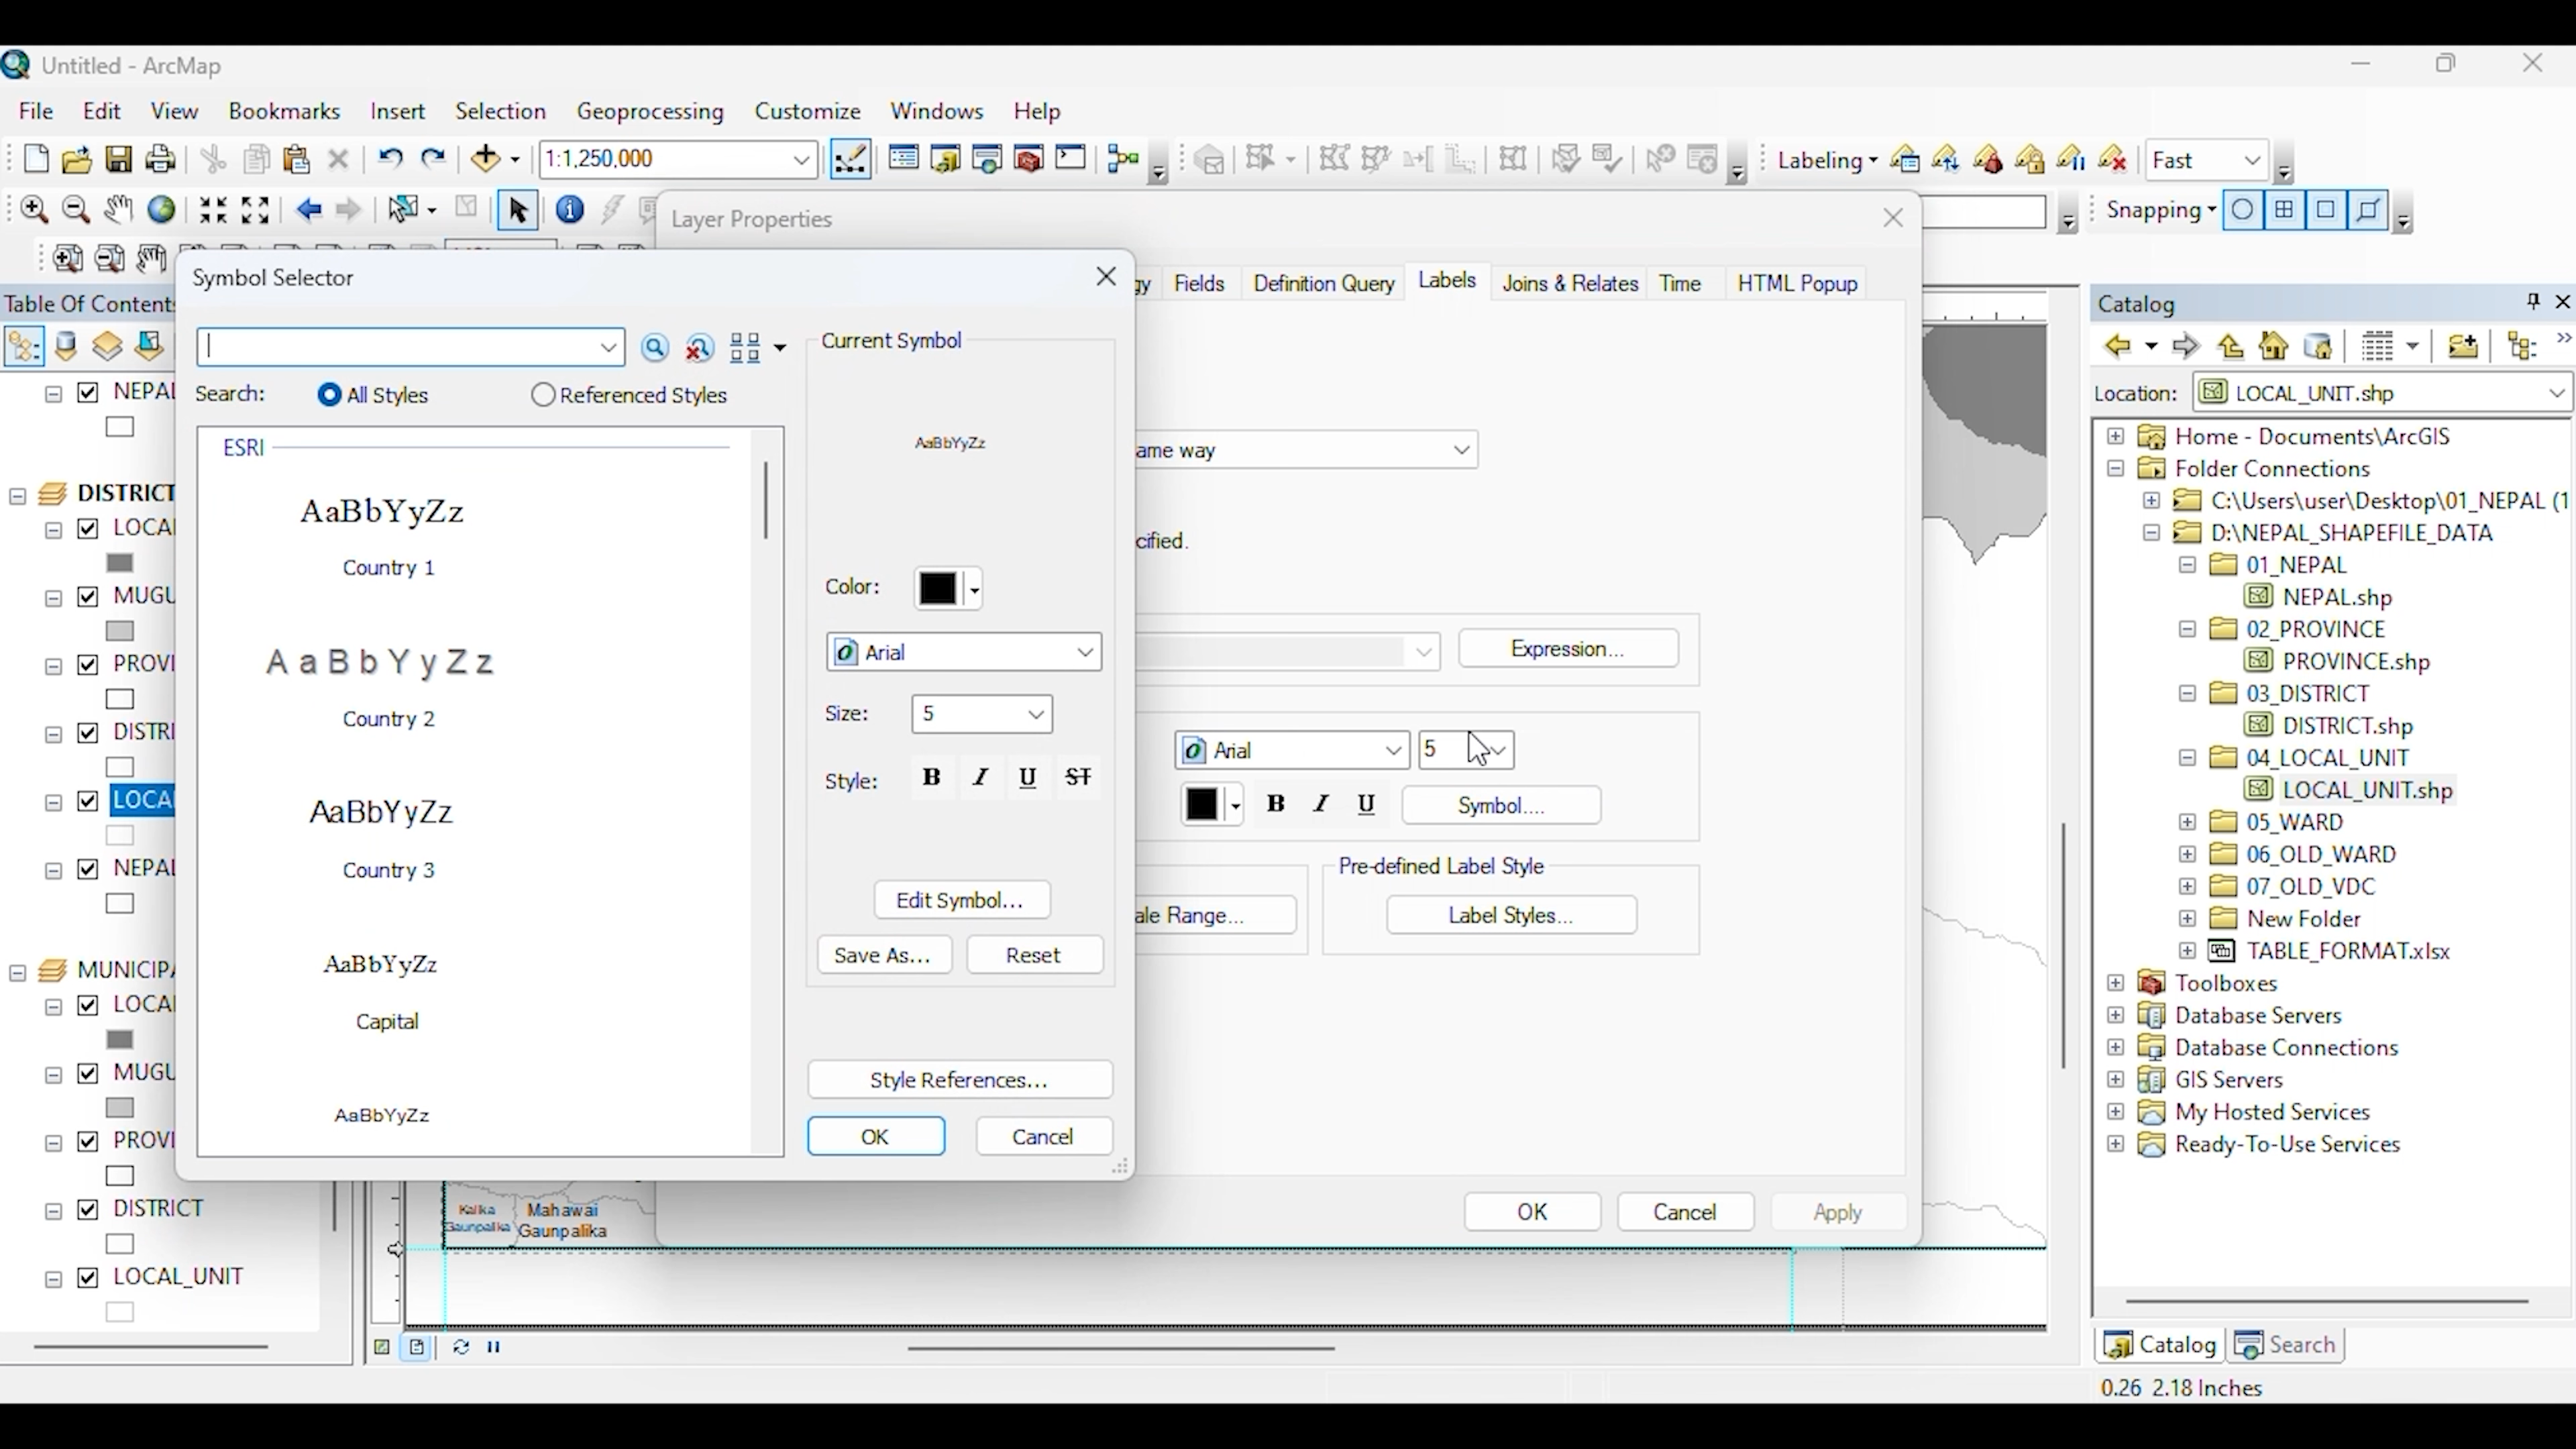 Untitled - ArcMap
File Edit View Bookmarks Insert Selection Geoprocessing Customize Windows Help
1:1,250,000
Labeling
Fast
Snapping
Layer Properties
Fields Definition Query Labels Joins & Relates Time HTML Popup
ame way
cified.
Expression...
Arial 5
B I U Symbol....
Pre-defined Label Style
ale Range... Label Styles...
OK Cancel Apply
Symbol Selector
Search: All Styles Referenced Styles
ESRI
AaBbYyZz
Country 1
AaBbYyZz
Country 2
AaBbYyZz
Country 3
AaBbYyZz
Capital
AaBbYyZz
Current Symbol
AaBbYyZz
Color:
Arial
Size: 5
Style: B I U ST
Edit Symbol...
Save As... Reset
Style References...
OK Cancel
Table Of Contents
NEPAL
DISTRICT
LOCAL
MUGU
PROVI
DISTRI
LOCA
NEPAL
MUNICIPA
LOCAL
MUGU
PROVI
DISTRICT
LOCAL_UNIT
Kalika
Gaunpalika
Mahawai
Gaunpalika
Catalog
Location: LOCAL_UNIT.shp
Home - Documents\ArcGIS
Folder Connections
C:\Users\user\Desktop\01_NEPAL (1
D:\NEPAL_SHAPEFILE_DATA
01_NEPAL
NEPAL.shp
02_PROVINCE
PROVINCE.shp
03_DISTRICT
DISTRICT.shp
04_LOCAL_UNIT
LOCAL_UNIT.shp
05_WARD
06_OLD_WARD
07_OLD_VDC
New Folder
TABLE_FORMAT.xlsx
Toolboxes
Database Servers
Database Connections
GIS Servers
My Hosted Services
Ready-To-Use Services
Catalog Search
0.26 2.18 Inches